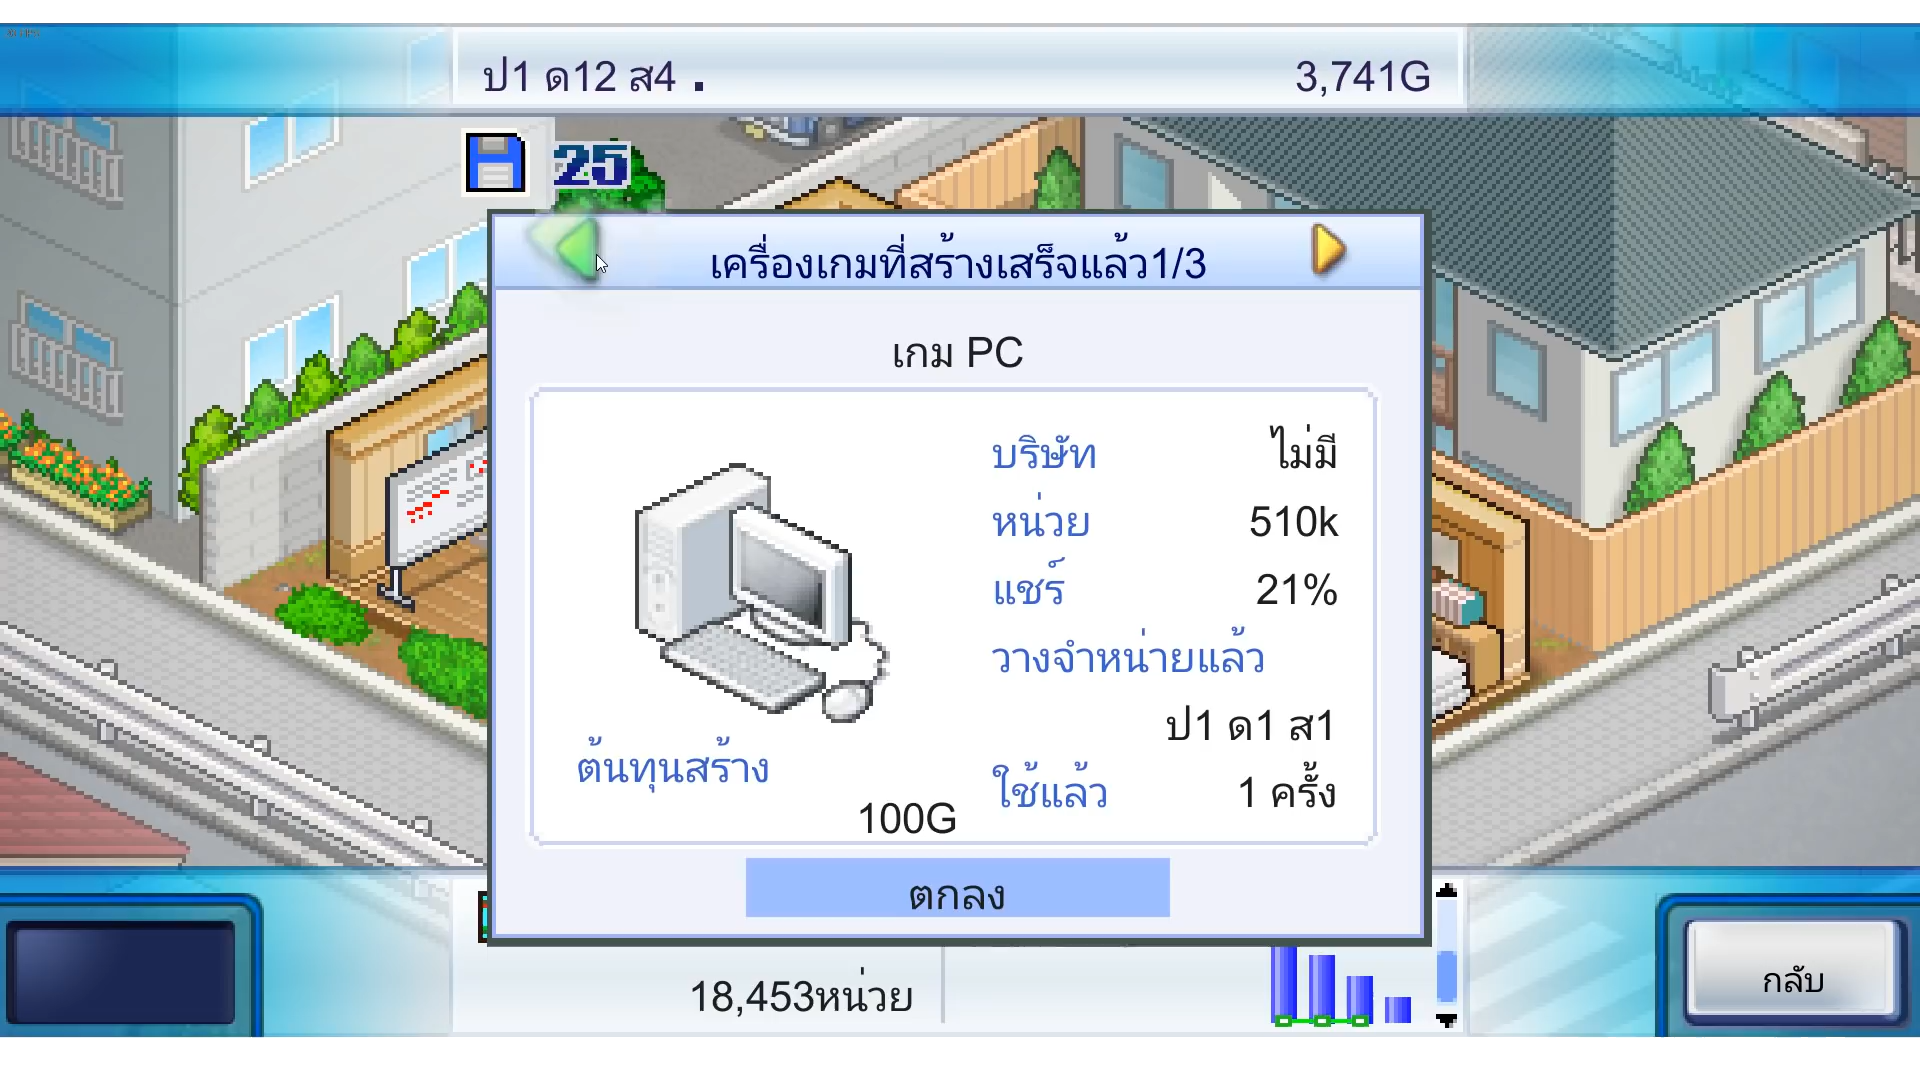 ป1 ด12 ส4 .
3,741G
25
เครื่องเกมที่สร้างเสร็จแล้ว1/3
เกม PC
บริษัท ไม่มี
หน่วย 510k
แชร์ 21%
วางจำหน่ายแล้ว
ป1 ด1 ส1
ต้นทุนสร้าง
100G
ใช้แล้ว 1 ครั้ง
ตกลง
18,453หน่วย
กลับ